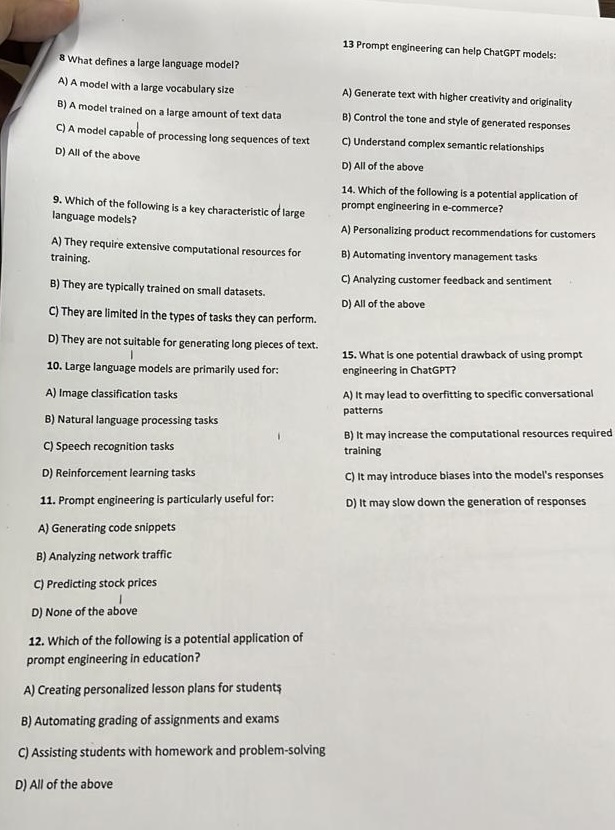 8 What defines a large language model?
A) A model with a large vocabulary size
B) A model trained on a large amount of text data
C) A model capable of processing long sequences of text
D) All of the above
9. Which of the following is a key characteristic of large
language models?
A) They require extensive computational resources for
training.
B) They are typically trained on small datasets.
C) They are limited in the types of tasks they can perform.
D) They are not suitable for generating long pieces of text.
10. Large language models are primarily used for:
A) Image classification tasks
B) Natural language processing tasks
C) Speech recognition tasks
D) Reinforcement learning tasks
11. Prompt engineering is particularly useful for:
A) Generating code snippets
B) Analyzing network traffic
C) Predicting stock prices
D) None of the above
12. Which of the following is a potential application of
prompt engineering in education?
A) Creating personalized lesson plans for students
B) Automating grading of assignments and exams
C) Assisting students with homework and problem-solving
D) All of the above
13 Prompt engineering can help ChatGPT models:
A) Generate text with higher creativity and originality
B) Control the tone and style of generated responses
C) Understand complex semantic relationships
D) All of the above
14. Which of the following is a potential application of
prompt engineering in e-commerce?
A) Personalizing product recommendations for customers
B) Automating inventory management tasks
C) Analyzing customer feedback and sentiment
D) All of the above
15. What is one potential drawback of using prompt
engineering in ChatGPT?
A) It may lead to overfitting to specific conversational
patterns
B) It may increase the computational resources required
training
C) It may introduce biases into the model's responses
D) It may slow down the generation of responses